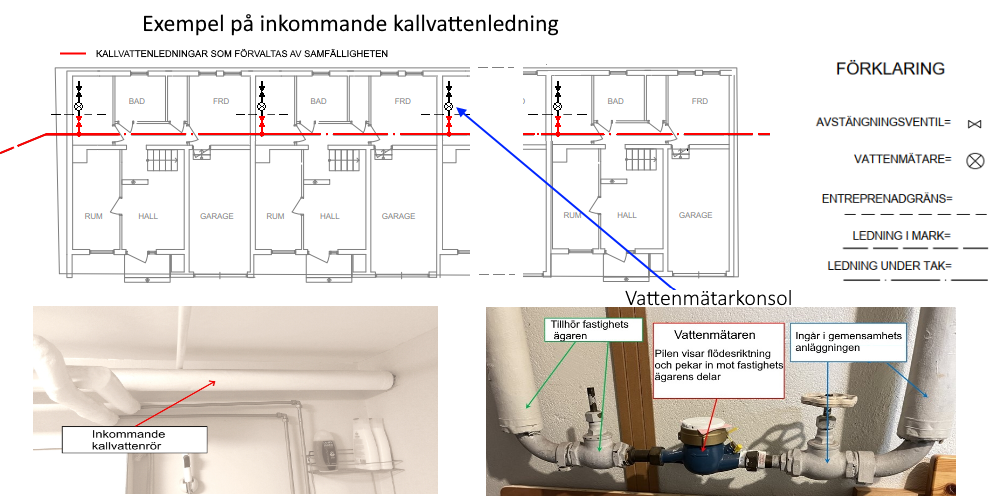 Exempel på inkommande kallvattenledning
KALLVATTENLEDNINGAR SOM FÖRVALTAS AV SAMFÄLLIGHETEN
FÖRKLARING
AVSTÄNGNINGSVENTIL=
VATTENMÄTARE=
ENTREPRENADGRÄNS=
LEDNING I MARK=
LEDNING UNDER TAK=
BAD
FRD
BAD
FRD
BAD
FRD
RUM
HALL
GARAGE
RUM
HALL
GARAGE
RUM
HALL
GARAGE
Vattenmätarkonsol
Inkommande
kallvattenrör
Tillhör fastighets
ägaren
Vattenmätaren
Pilen visar flödesriktning
och pekar in mot fastighets
ägarens delar
Ingår i gemensamhets
anläggningen